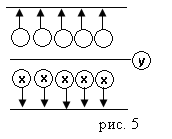 у
х х х х х
рис. 5